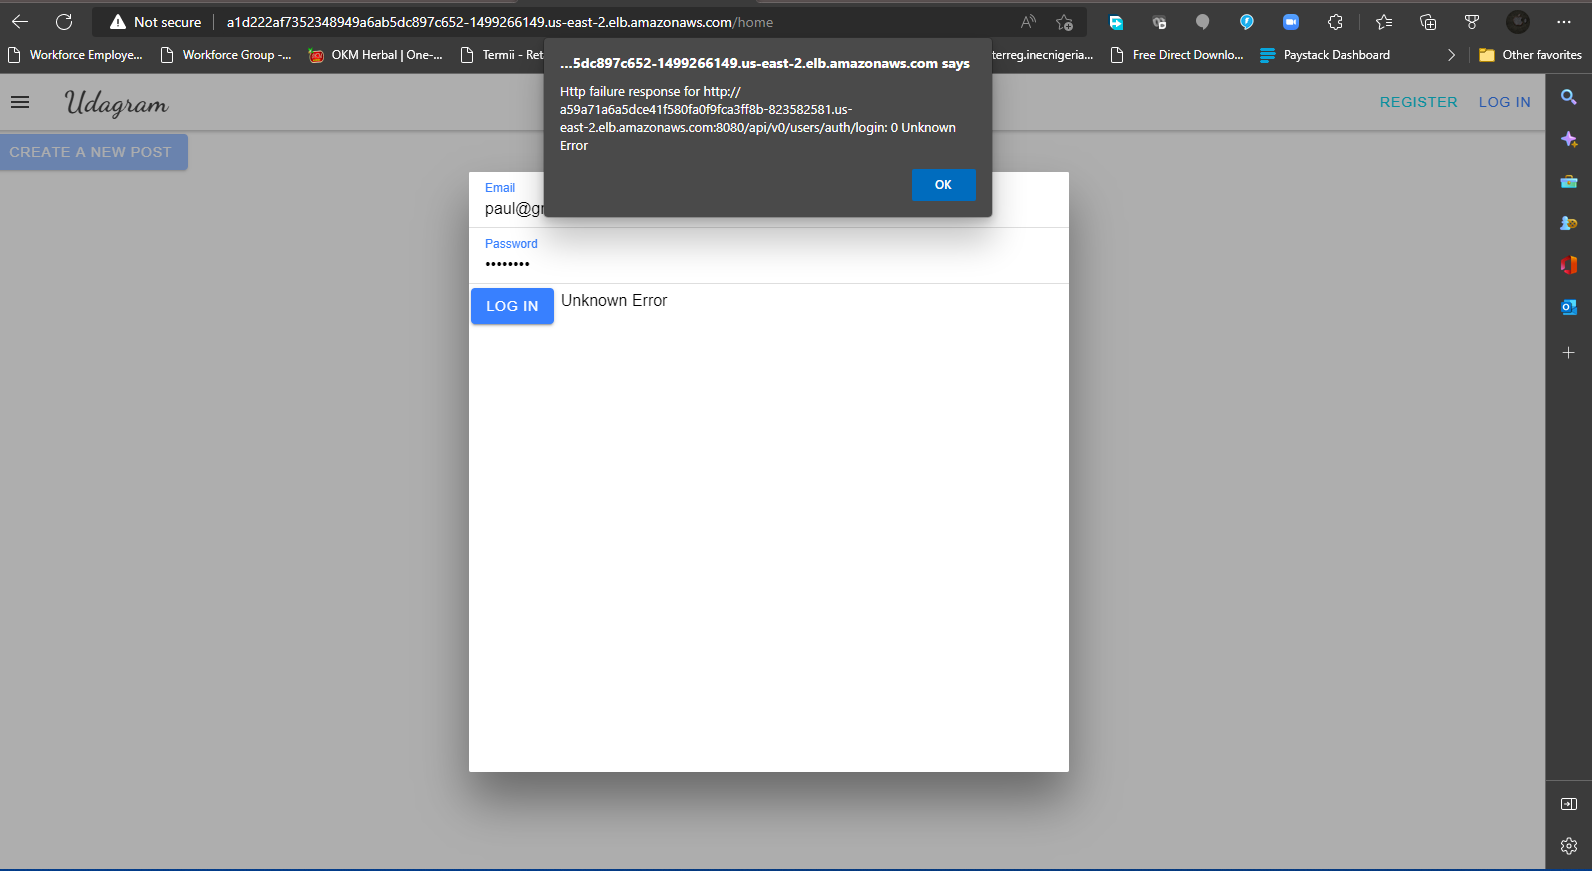 Not secure a1d222af7352348949a6ab5dc897c652-1499266149.us-east-2.elb.amazonaws.com/home
Workforce Employe... Workforce Group -... OKM Herbal | One-... Termii - Ret terreg.inecnigeria... Free Direct Downlo... Paystack Dashboard Other favorites
...5dc897c652-1499266149.us-east-2.elb.amazonaws.com says
Http failure response for http://
a59a71a6a5dce41f580fa0f9fca3ff8b-823582581.us-
east-2.elb.amazonaws.com:8080/api/v0/users/auth/login: 0 Unknown
Error
OK
Udagram REGISTER LOG IN
CREATE A NEW POST
Email
paul@gr
Password
••••••••
LOG IN Unknown Error